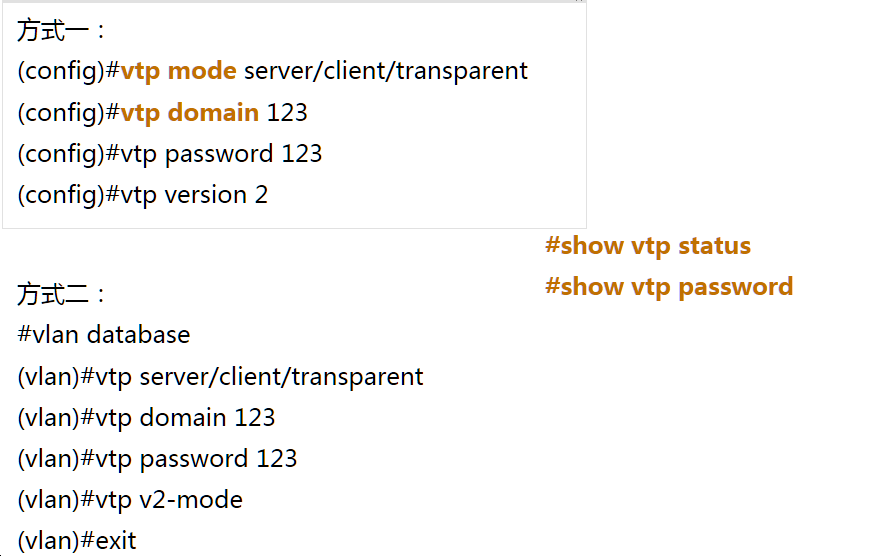 方式一：
(config)#vtp mode server/client/transparent
(config)#vtp domain 123
(config)#vtp password 123
(config)#vtp version 2
#show vtp status
#show vtp password
方式二：
#vlan database
(vlan)#vtp server/client/transparent
(vlan)#vtp domain 123
(vlan)#vtp password 123
(vlan)#vtp v2-mode
(vlan)#exit